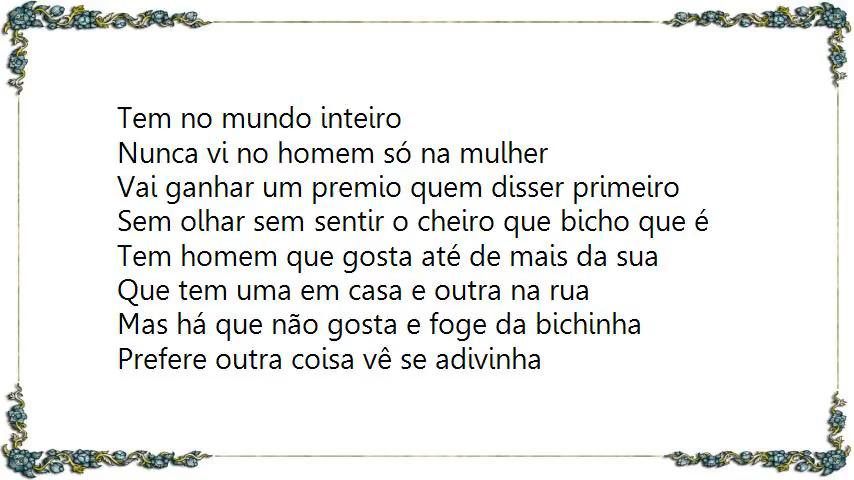 Tem no mundo inteiro
Nunca vi no homem só na mulher
Vai ganhar um premio quem disser primeiro
Sem olhar sem sentir o cheiro que bicho que é
Tem homem que gosta até de mais da sua
Que tem uma em casa e outra na rua
Mas há que não gosta e foge da bichinha
Prefere outra coisa vê se adivinha